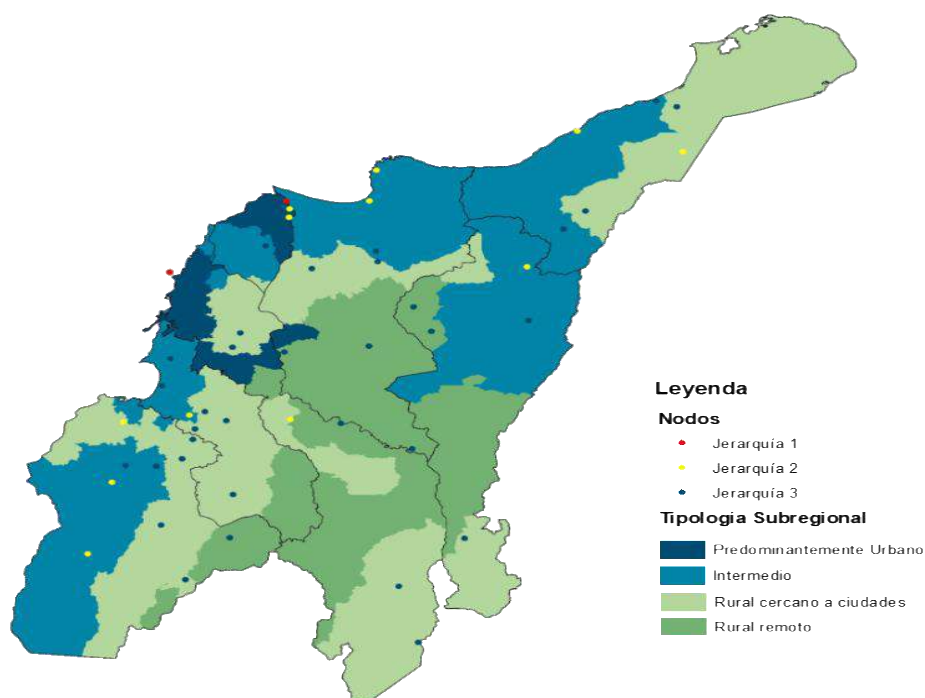 Leyenda
Nodos
Jerarquía 1
Jerarquía 2
Jerarquía 3
Tipologia Subregional
Predominantemente Urbano
Intermedio
Rural cercano a ciudades
Rural remoto